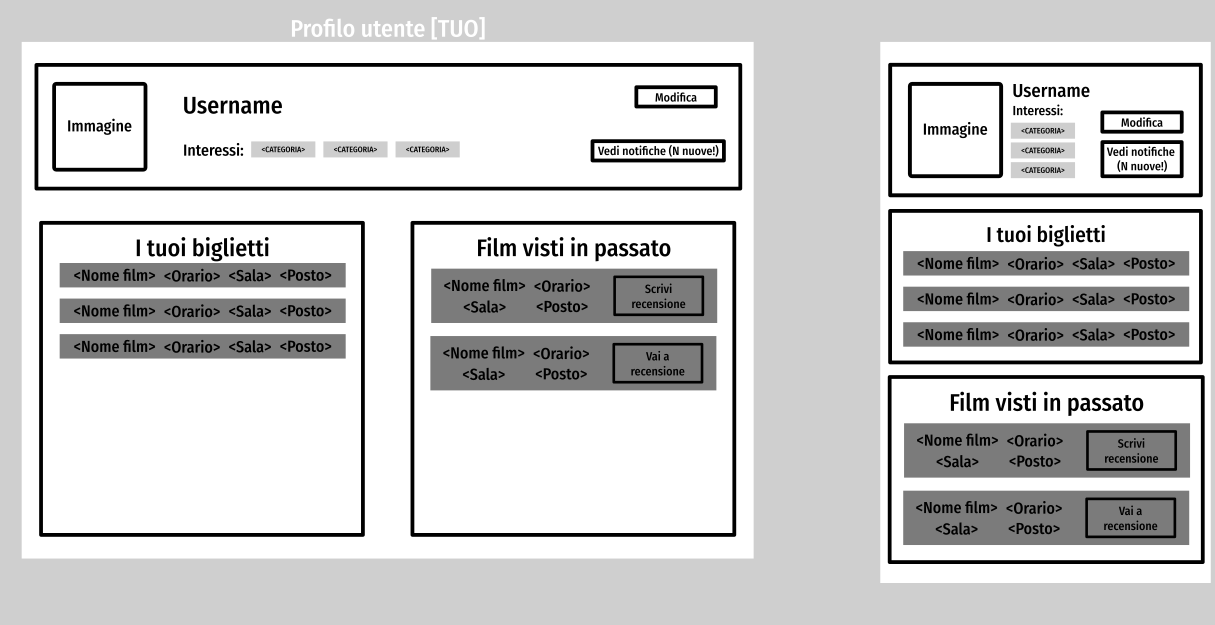 Profilo utente [TUO]
Immagine
Username
Modifica
Interessi: <CATEGORIA> <CATEGORIA> <CATEGORIA>
Vedi notifiche (N nuove!)
I tuoi biglietti
<Nome film> <Orario> <Sala> <Posto>
<Nome film> <Orario> <Sala> <Posto>
<Nome film> <Orario> <Sala> <Posto>
Film visti in passato
<Nome film> <Orario>
<Sala> <Posto>
Scrivi
recensione
<Nome film> <Orario>
<Sala> <Posto>
Vai a
recensione
Immagine
Username
Interessi:
<CATEGORIA>
<CATEGORIA>
<CATEGORIA>
Modifica
Vedi notifiche
(N nuove!)
I tuoi biglietti
<Nome film> <Orario> <Sala> <Posto>
<Nome film> <Orario> <Sala> <Posto>
<Nome film> <Orario> <Sala> <Posto>
Film visti in passato
<Nome film> <Orario>
<Sala> <Posto>
Scrivi
recensione
<Nome film> <Orario>
<Sala> <Posto>
Vai a
recensione